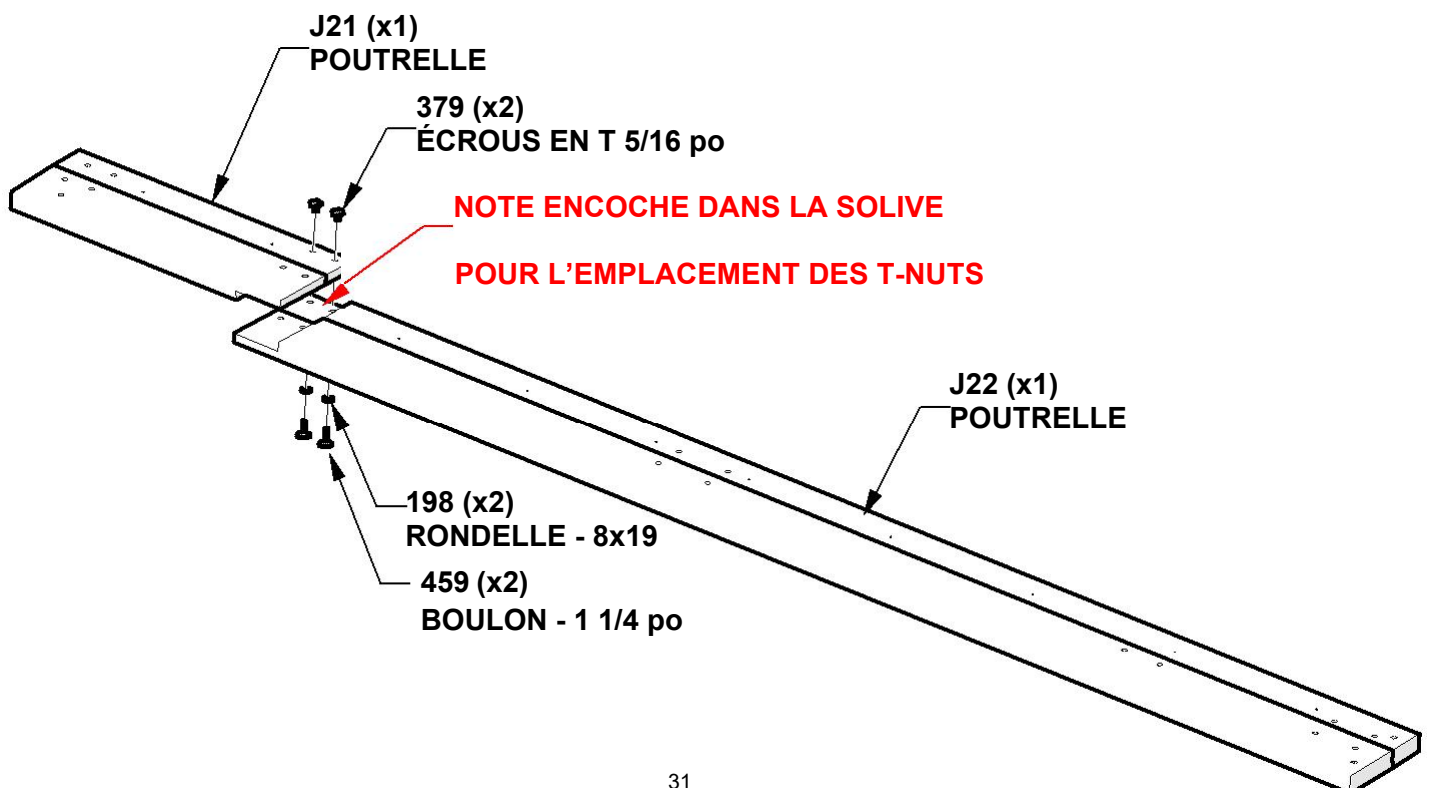 J21 (x1)
POUTRELLE
379 (x2)
ÉCROUS EN T 5/16 po
NOTE ENCOCHE DANS LA SOLIVE
POUR L’EMPLACEMENT DES T-NUTS
J22 (x1)
POUTRELLE
198 (x2)
RONDELLE - 8x19
459 (x2)
BOULON - 1 1/4 po
31